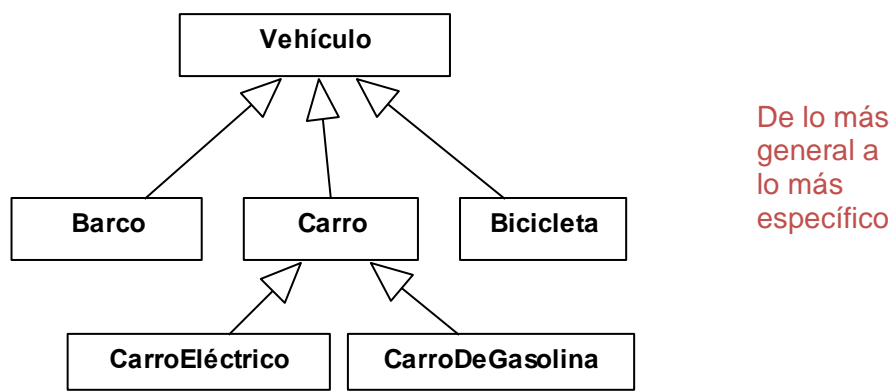 Vehículo
De lo más
general a
lo más
específico
Barco
Carro
Bicicleta
CarroEléctrico
CarroDeGasolina